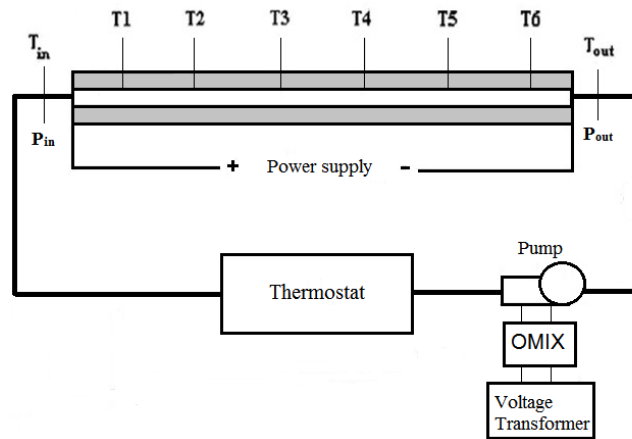 T1 T2 T3 T4 T5 T6
Tin Tout
Pin Pout
+ Power supply -
Pump
Thermostat
OMIX
Voltage
Transformer